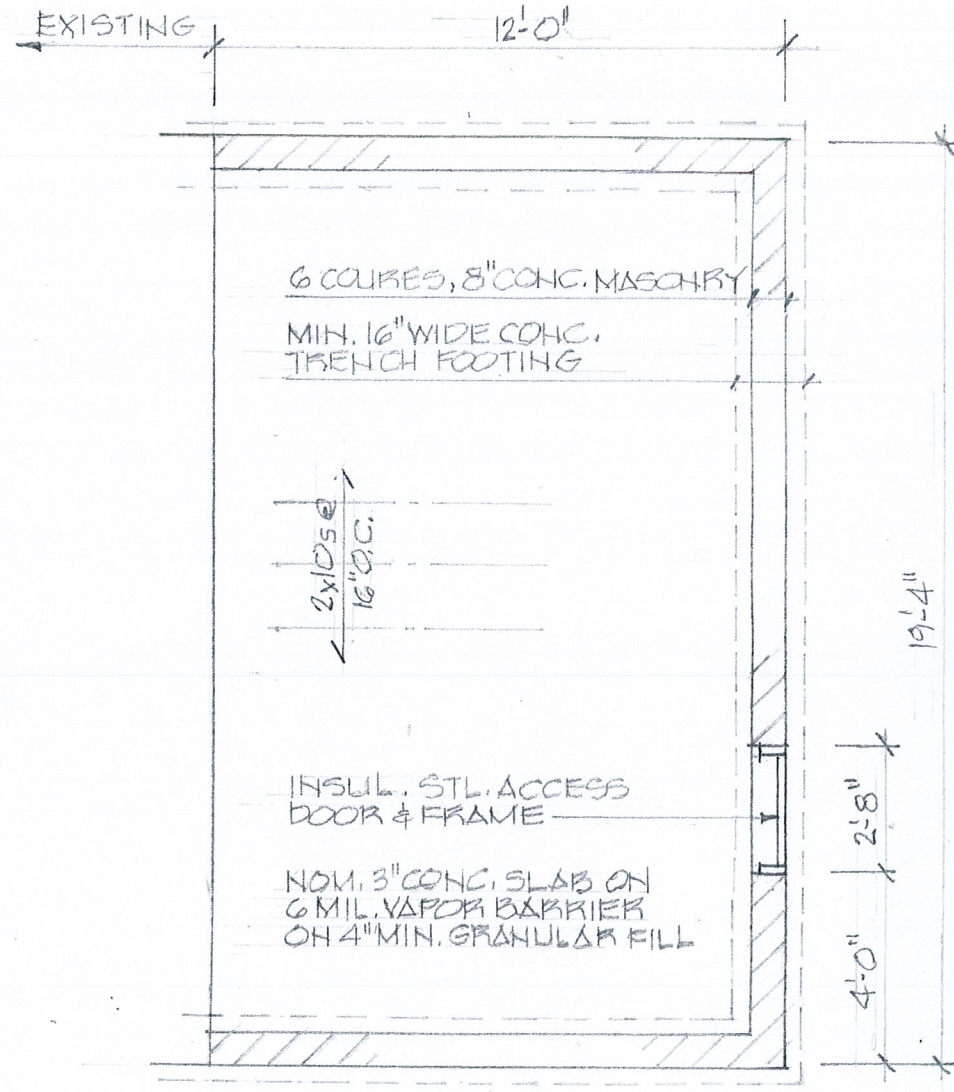 EXISTING
12'-0"
6 COURES, 8" CONC. MASONRY
MIN. 16" WIDE CONC.
TRENCH FOOTING
2x10s @
16" O.C.
19'-4"
INSUL. STL. ACCESS
DOOR & FRAME
2'-8"
NOM. 3" CONC. SLAB ON
6 MIL. VAPOR BARRIER
ON 4" MIN. GRANULAR FILL
4'-0"